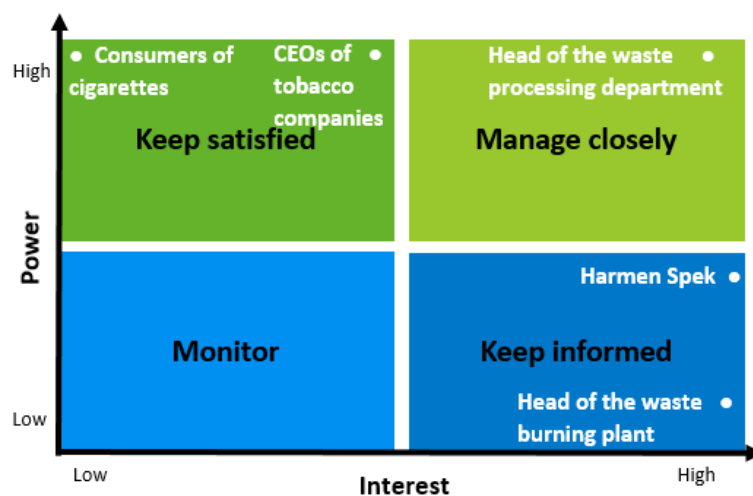 High
• Consumers of
cigarettes
CEOs of •
tobacco
companies
Keep satisfied
Head of the waste •
processing department
Manage closely
Power
Harmen Spek •
Monitor
Keep informed
Head of the waste •
burning plant
Low
Low
Interest
High